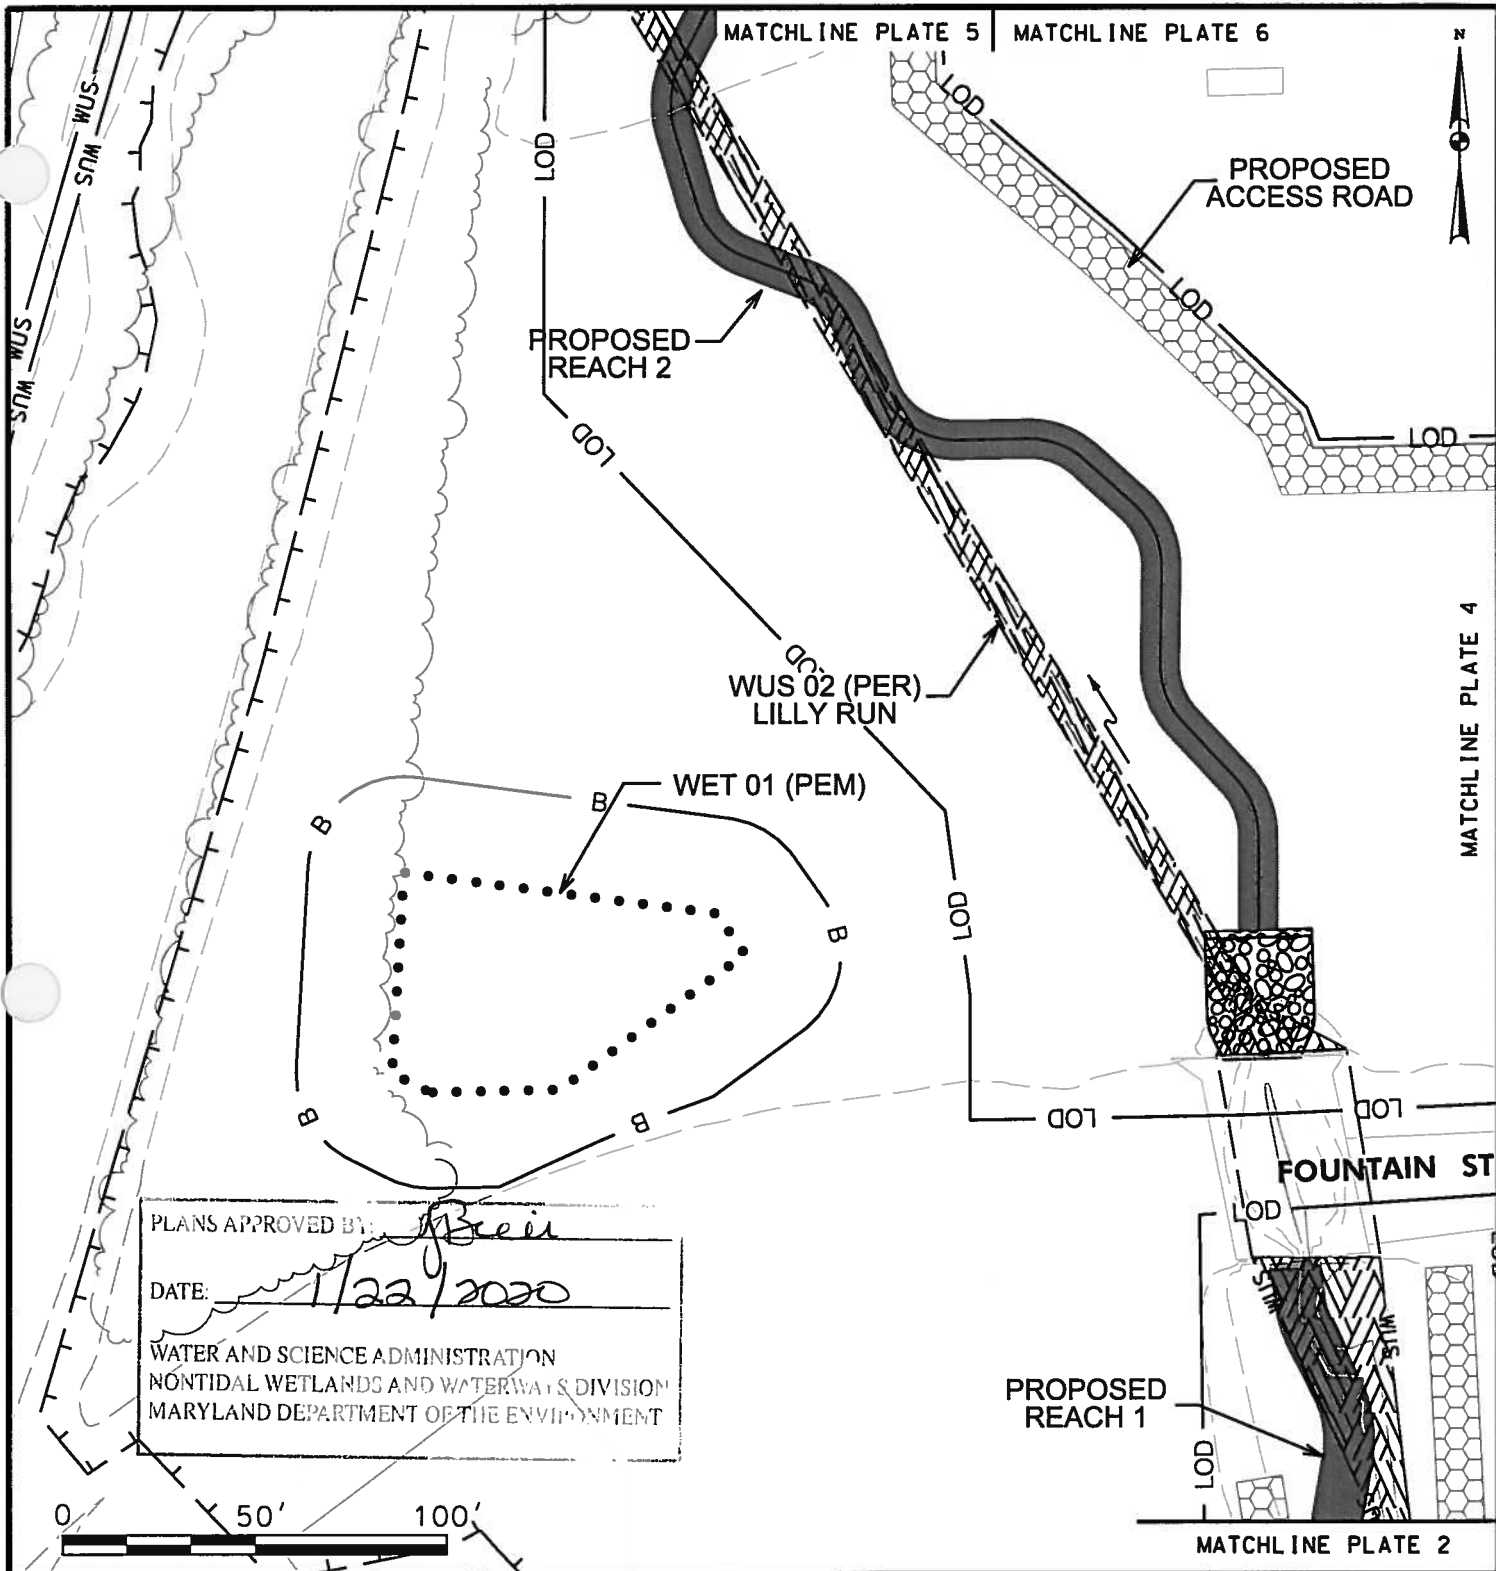 MATCHLINE PLATE 5
MATCHLINE PLATE 6
N
LOD
WUS
WUS
LOD
PROPOSED
ACCESS ROAD
LOD
WUS
WUS
PROPOSED
REACH 2
LOD
LOD
MATCHLINE PLATE 4
LOD
WUS 02 (PER)
LILLY RUN
WET 01 (PEM)
B
B
LOD
B
B
B
LOD
LOD
FOUNTAIN ST
LOD
LOD
PLANS APPROVED BY:
DATE: 1/22/2020
WATER AND SCIENCE ADMINISTRATION
NONTIDAL WETLANDS AND WATERWAYS DIVISION
MARYLAND DEPARTMENT OF THE ENVIRONMENT
WUS
WUS
PROPOSED
REACH 1
LOD
0 50' 100'
MATCHLINE PLATE 2